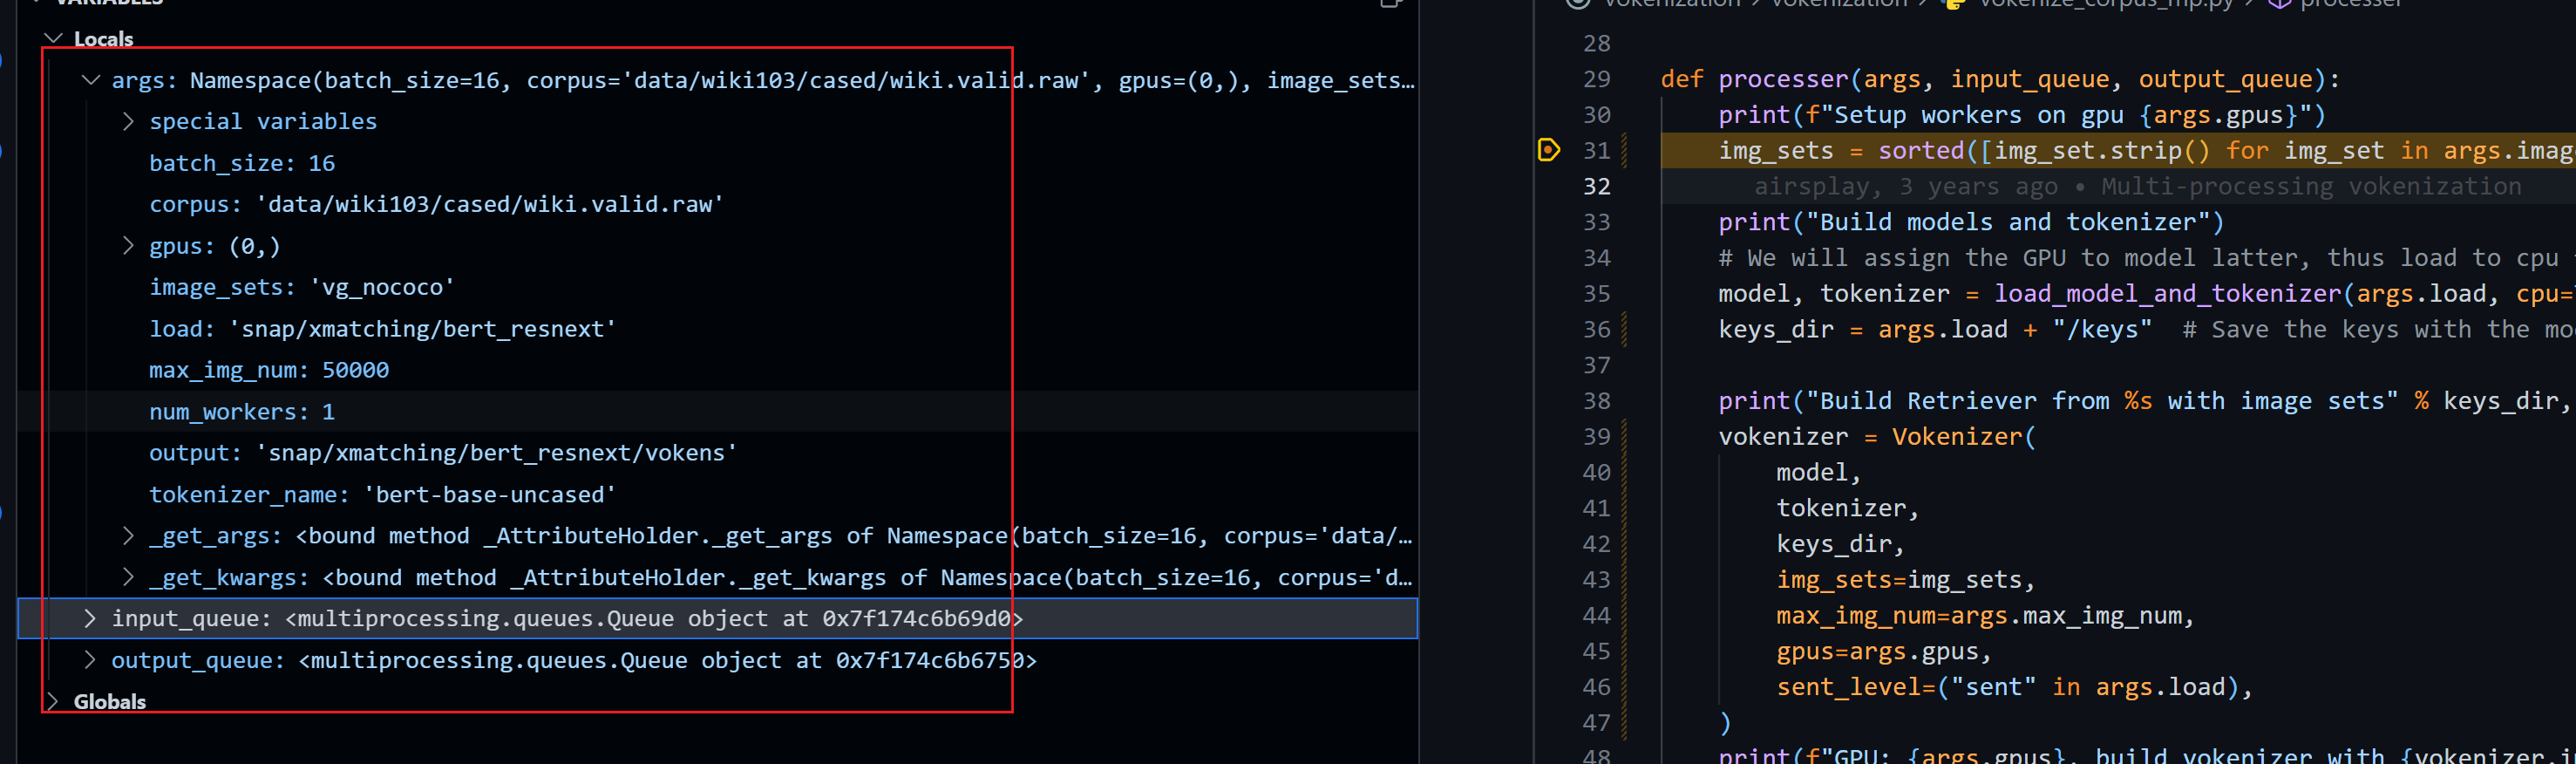 VARIABLES
Locals
args: Namespace(batch_size=16, corpus='data/wiki103/cased/wiki.valid.raw', gpus=(0,), image_sets…
special variables
batch_size: 16
corpus: 'data/wiki103/cased/wiki.valid.raw'
gpus: (0,)
image_sets: 'vg_nococo'
load: 'snap/xmatching/bert_resnext'
max_img_num: 50000
num_workers: 1
output: 'snap/xmatching/bert_resnext/vokens'
tokenizer_name: 'bert-base-uncased'
_get_args: <bound method _AttributeHolder._get_args of Namespace(batch_size=16, corpus='data/…
_get_kwargs: <bound method _AttributeHolder._get_kwargs of Namespace(batch_size=16, corpus='d…
input_queue: <multiprocessing.queues.Queue object at 0x7f174c6b69d0>
output_queue: <multiprocessing.queues.Queue object at 0x7f174c6b6750>
Globals
vokenization > vokenization > vokenize_corpus_mp.py > processer
28
29 def processer(args, input_queue, output_queue):
30 print(f"Setup workers on gpu {args.gpus}")
31 img_sets = sorted([img_set.strip() for img_set in args.imag
32 airsplay, 3 years ago • Multi-processing vokenization
33 print("Build models and tokenizer")
34 # We will assign the GPU to model latter, thus load to cpu
35 model, tokenizer = load_model_and_tokenizer(args.load, cpu=
36 keys_dir = args.load + "/keys" # Save the keys with the mo
37
38 print("Build Retriever from %s with image sets" % keys_dir,
39 vokenizer = Vokenizer(
40 model,
41 tokenizer,
42 keys_dir,
43 img_sets=img_sets,
44 max_img_num=args.max_img_num,
45 gpus=args.gpus,
46 sent_level=("sent" in args.load),
47 )
48 print(f"GPU: {args.gpus}, build vokenizer with {vokenizer.i